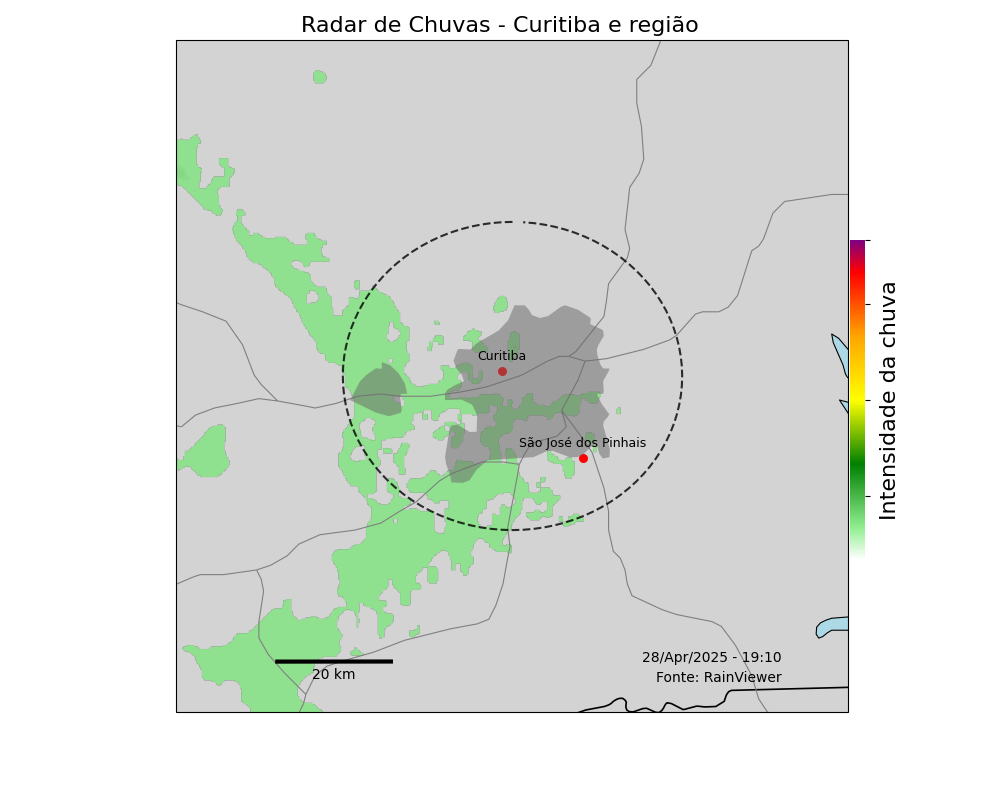 Radar de Chuvas - Curitiba e região
Curitiba
São José dos Pinhais
Intensidade da chuva
28/Apr/2025 - 19:10
20 km
Fonte: RainViewer